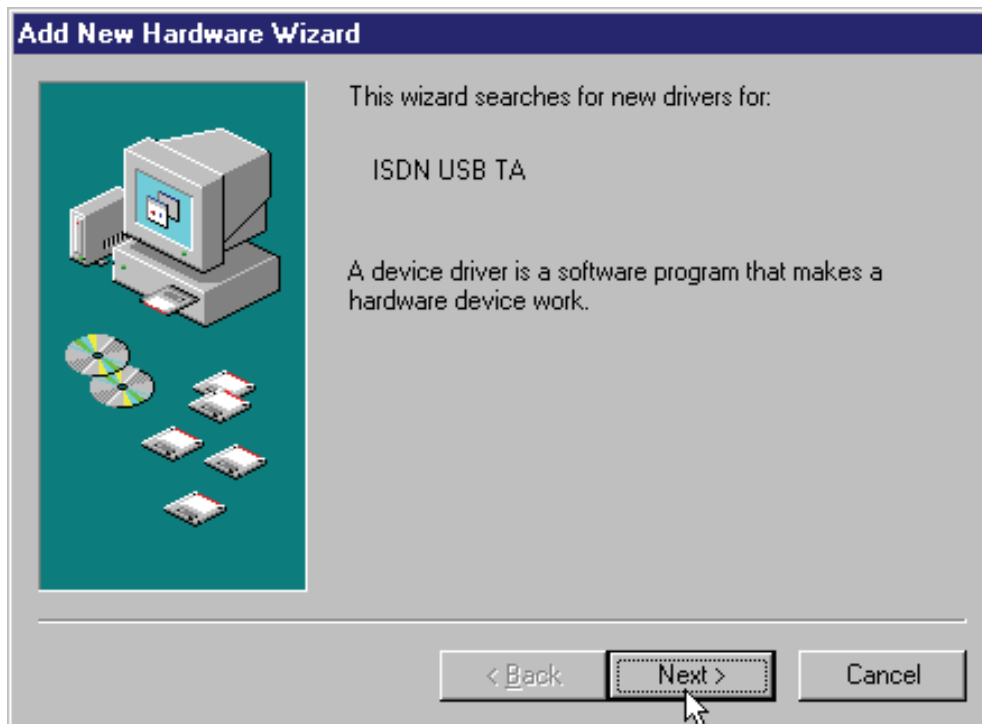 Add New Hardware Wizard
This wizard searches for new drivers for:
ISDN USB TA
A device driver is a software program that makes a
hardware device work.
< Back
Next >
Cancel